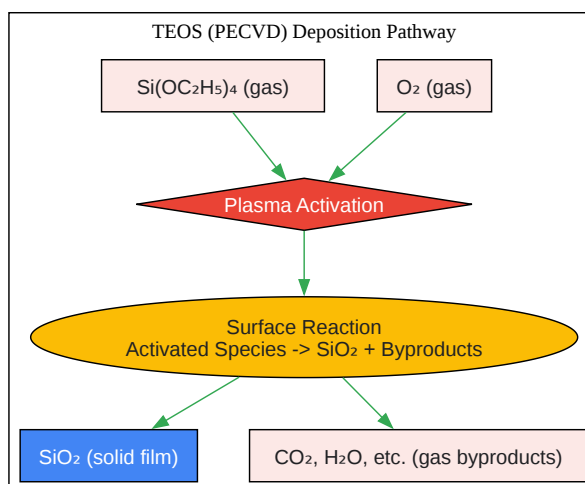 TEOS (PECVD) Deposition Pathway
Si(OC₂H₅)₄ (gas)
O₂ (gas)
Plasma Activation
Surface Reaction
Activated Species -> SiO₂ + Byproducts
SiO₂ (solid film)
CO₂, H₂O, etc. (gas byproducts)